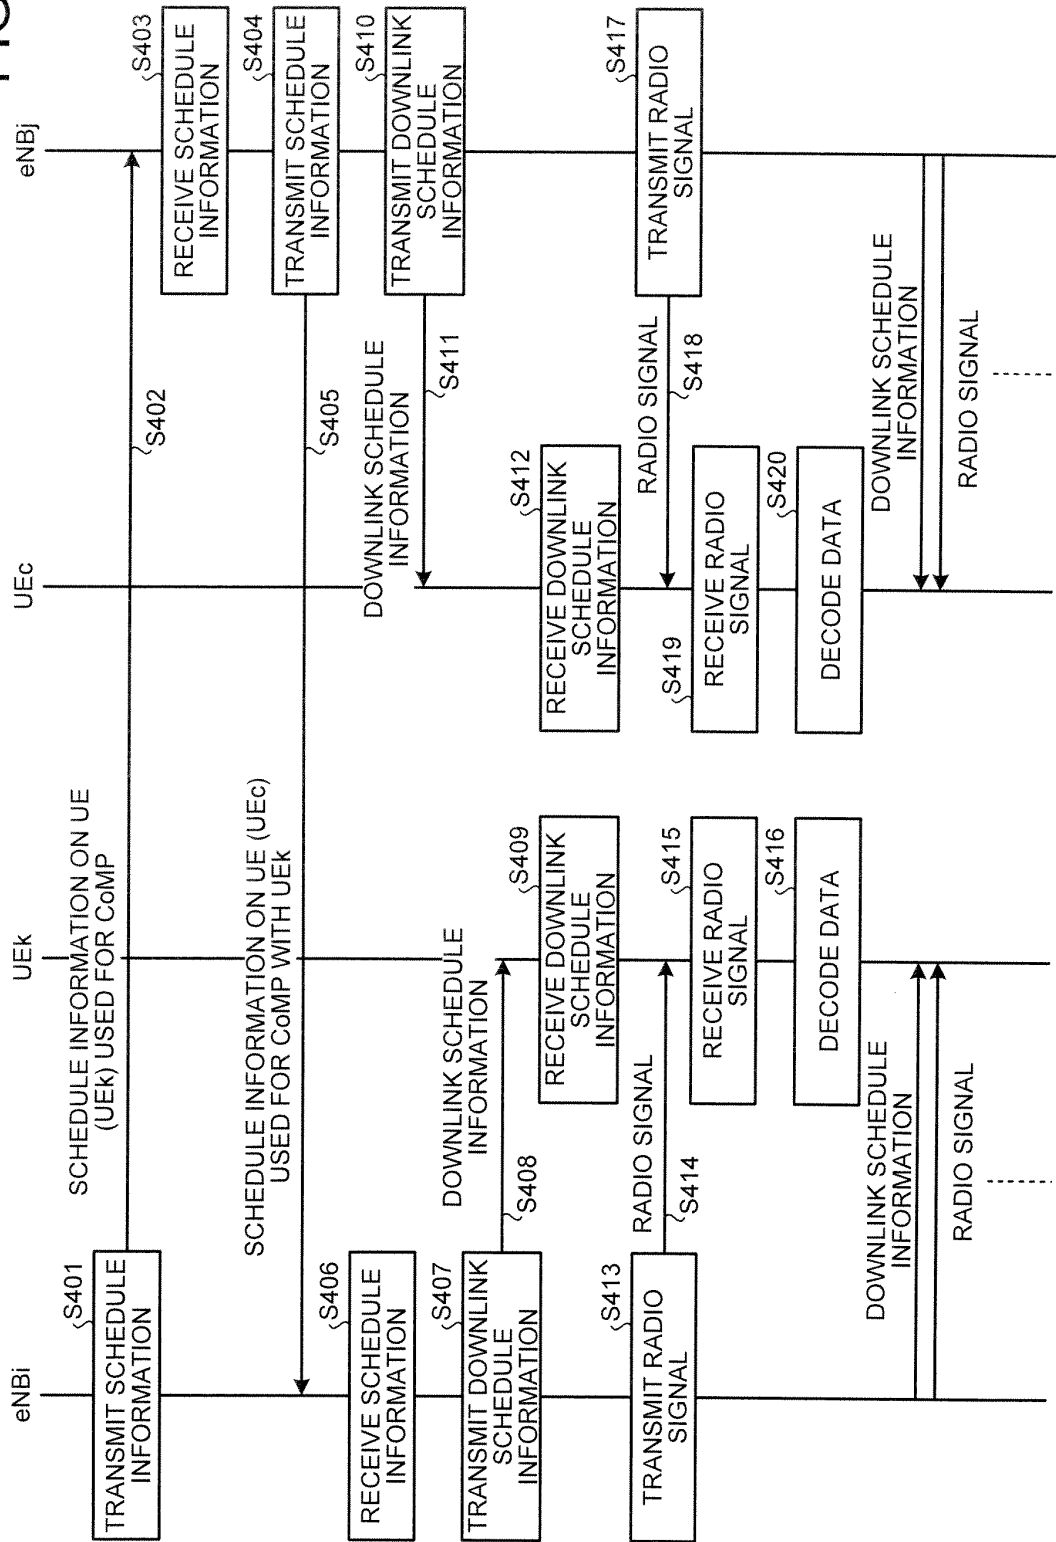 eNBi
UEk
UEc
eNBj
S401
TRANSMIT SCHEDULE
INFORMATION
SCHEDULE INFORMATION ON UE
(UEk) USED FOR CoMP
S402
S403
RECEIVE SCHEDULE
INFORMATION
S404
TRANSMIT SCHEDULE
INFORMATION
SCHEDULE INFORMATION ON UE (UEc)
USED FOR CoMP WITH UEk
S405
S406
RECEIVE SCHEDULE
INFORMATION
S407
TRANSMIT DOWNLINK
SCHEDULE
INFORMATION
DOWNLINK SCHEDULE
INFORMATION
S408
S409
RECEIVE DOWNLINK
SCHEDULE
INFORMATION
S410
TRANSMIT DOWNLINK
SCHEDULE
INFORMATION
DOWNLINK SCHEDULE
INFORMATION
S411
S412
RECEIVE DOWNLINK
SCHEDULE
INFORMATION
S413
TRANSMIT RADIO
SIGNAL
RADIO SIGNAL
S414
S415
RECEIVE RADIO
SIGNAL
S416
DECODE DATA
S417
TRANSMIT RADIO
SIGNAL
RADIO SIGNAL
S418
S419
RECEIVE RADIO
SIGNAL
S420
DECODE DATA
DOWNLINK SCHEDULE
INFORMATION
RADIO SIGNAL
DOWNLINK SCHEDULE
INFORMATION
RADIO SIGNAL